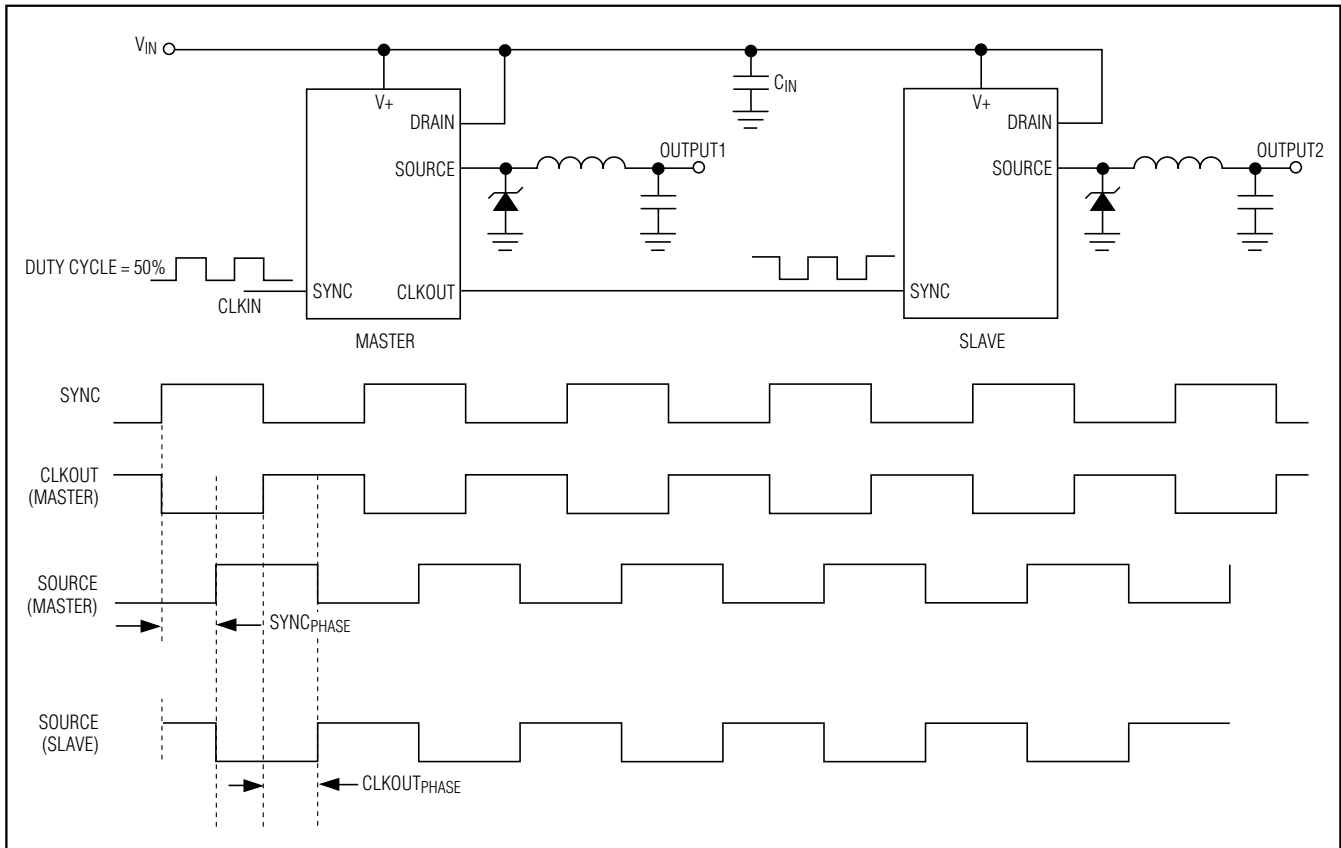 VIN
V+
DRAIN
SOURCE
OUTPUT1
CIN
V+
DRAIN
SOURCE
OUTPUT2
DUTY CYCLE = 50%
CLKIN
SYNC
CLKOUT
SYNC
MASTER
SLAVE
SYNC
CLKOUT
(MASTER)
SOURCE
(MASTER)
SYNCPHASE
SOURCE
(SLAVE)
CLKOUTPHASE